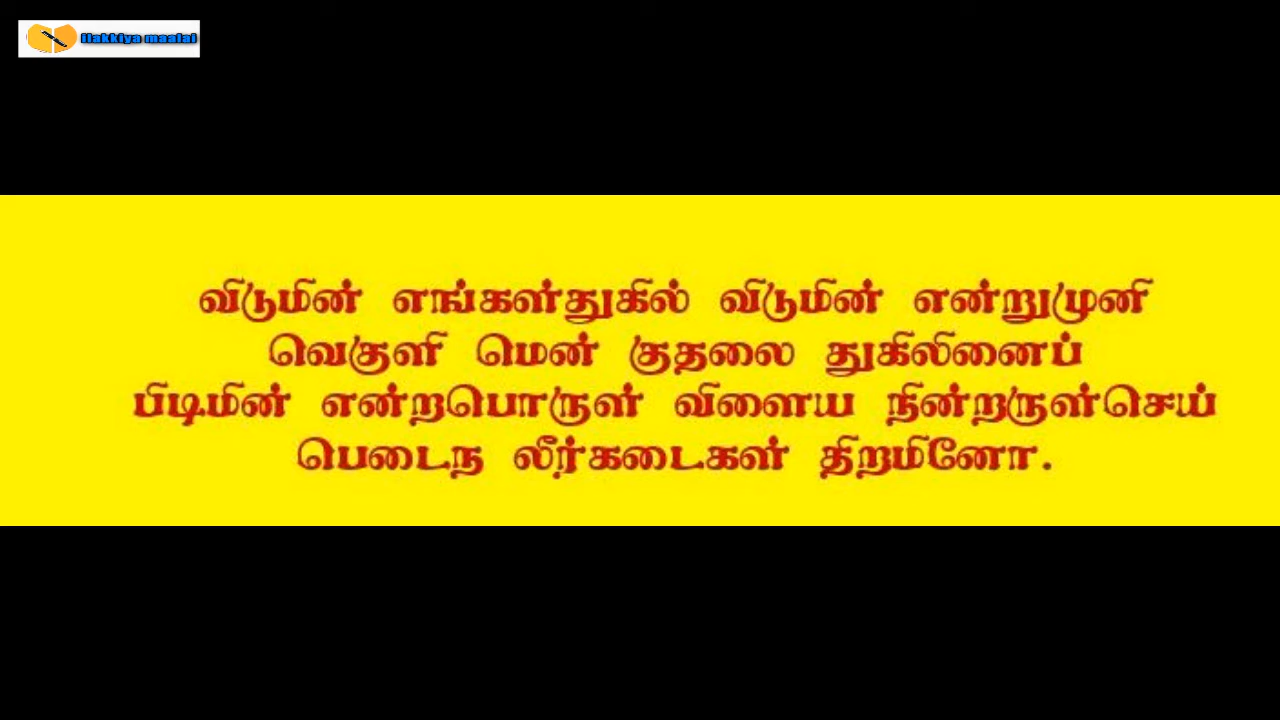 ilakkiya maalai
விடுமின் எங்கள்துகில் விடுமின் என்றுமுனி
வெகுளி மென் குதலை துகிலினைப்
பிடிமின் என்றபொருள் விளைய நின்றருள்செய்
பெடைந லீர்கடைகள் திறமினோ.